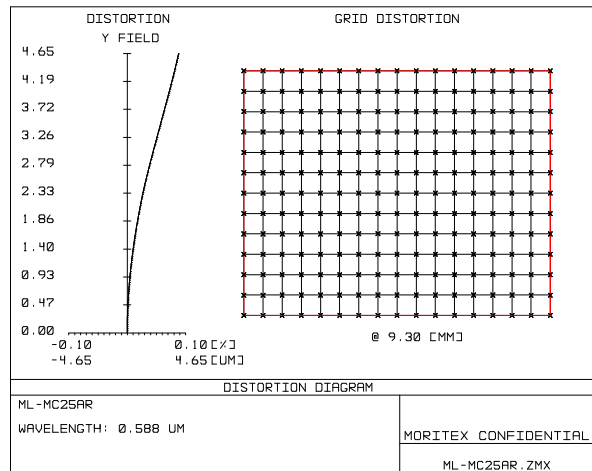 DISTORTION
Y FIELD
4.65
4.19
3.72
3.26
2.79
2.33
1.86
1.40
0.93
0.47
0.00
-0.10 0.10 [%]
-4.65 4.65 [UM]
GRID DISTORTION
@ 9.30 [MM]
DISTORTION DIAGRAM
ML-MC25AR
WAVELENGTH: 0.588 UM
MORITEX CONFIDENTIAL
ML-MC25AR.ZMX